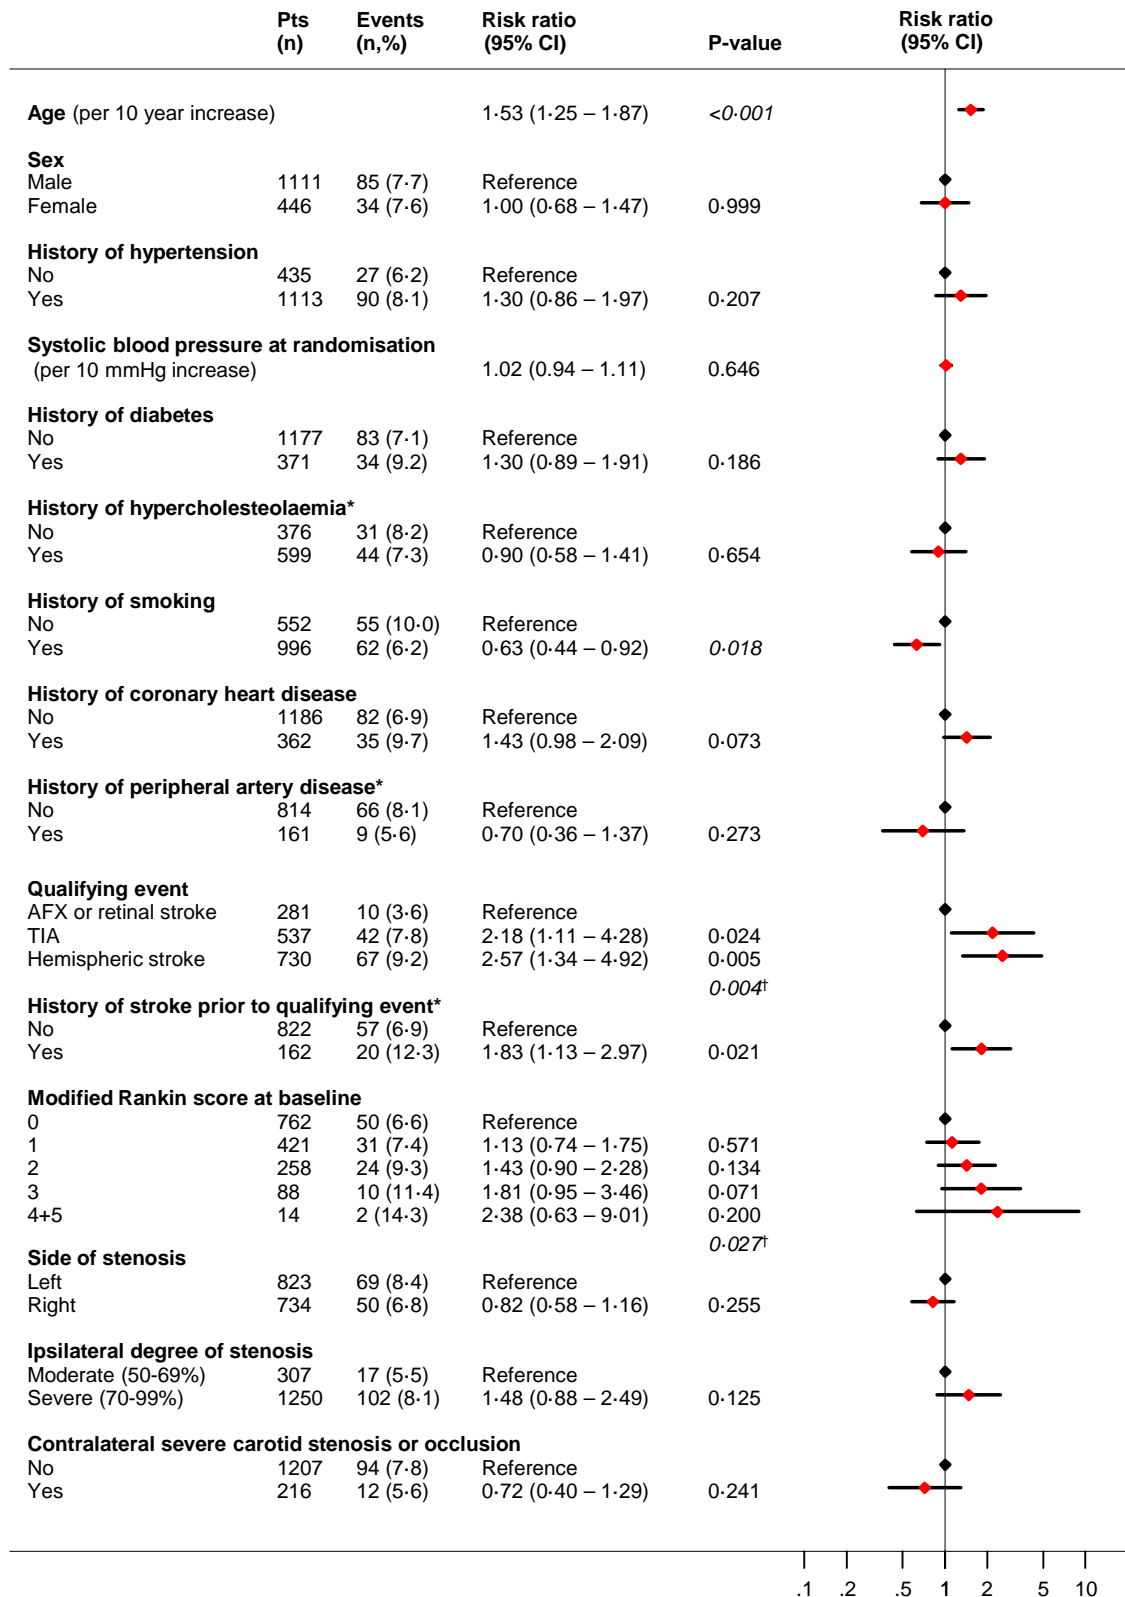 Pts Events Risk ratio Risk ratio
(n) (n,%) (95% CI) P-value (95% CI)
Age (per 10 year increase) 1·53 (1·25 – 1·87) <0·001
Sex
Male 1111 85 (7·7) Reference
Female 446 34 (7·6) 1·00 (0·68 – 1·47) 0·999
History of hypertension
No 435 27 (6·2) Reference
Yes 1113 90 (8·1) 1·30 (0·86 – 1·97) 0·207
Systolic blood pressure at randomisation
(per 10 mmHg increase) 1.02 (0.94 – 1.11) 0.646
History of diabetes
No 1177 83 (7·1) Reference
Yes 371 34 (9.2) 1·30 (0·89 – 1·91) 0·186
History of hypercholesteolaemia*
No 376 31 (8·2) Reference
Yes 599 44 (7·3) 0·90 (0·58 – 1·41) 0·654
History of smoking
No 552 55 (10·0) Reference
Yes 996 62 (6·2) 0·63 (0·44 – 0·92) 0·018
History of coronary heart disease
No 1186 82 (6·9) Reference
Yes 362 35 (9·7) 1·43 (0·98 – 2·09) 0·073
History of peripheral artery disease*
No 814 66 (8·1) Reference
Yes 161 9 (5·6) 0·70 (0·36 – 1·37) 0·273
Qualifying event
AFX or retinal stroke 281 10 (3·6) Reference
TIA 537 42 (7·8) 2·18 (1·11 – 4·28) 0·024
Hemispheric stroke 730 67 (9·2) 2·57 (1·34 – 4·92) 0·005
0·004†
History of stroke prior to qualifying event*
No 822 57 (6·9) Reference
Yes 162 20 (12·3) 1·83 (1·13 – 2.97) 0·021
Modified Rankin score at baseline
0 762 50 (6·6) Reference
1 421 31 (7·4) 1·13 (0·74 – 1·75) 0·571
2 258 24 (9·3) 1·43 (0·90 – 2·28) 0·134
3 88 10 (11·4) 1·81 (0·95 – 3·46) 0·071
4+5 14 2 (14·3) 2·38 (0·63 – 9·01) 0·200
0·027†
Side of stenosis
Left 823 69 (8·4) Reference
Right 734 50 (6·8) 0·82 (0·58 – 1·16) 0·255
Ipsilateral degree of stenosis
Moderate (50-69%) 307 17 (5·5) Reference
Severe (70-99%) 1250 102 (8·1) 1·48 (0·88 – 2·49) 0·125
Contralateral severe carotid stenosis or occlusion
No 1207 94 (7·8) Reference
Yes 216 12 (5·6) 0·72 (0·40 – 1·29) 0·241
.1 .2 .5 1 2 5 10